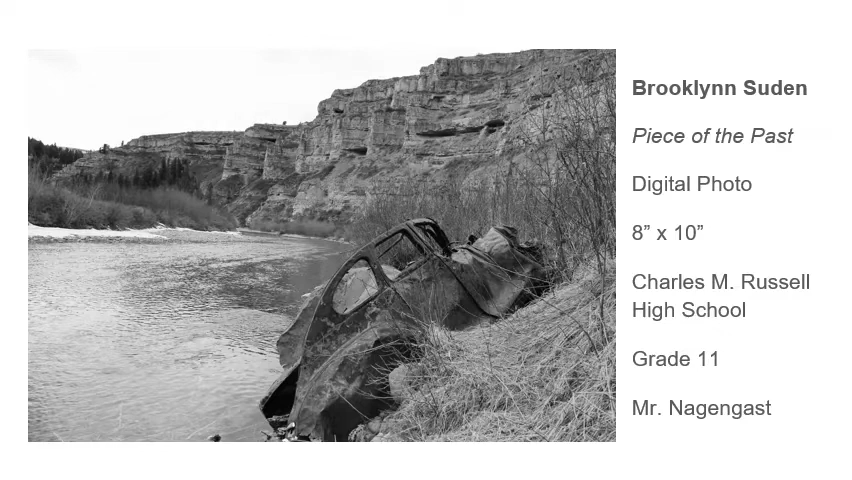 Brooklynn Suden
Piece of the Past
Digital Photo
8” x 10”
Charles M. Russell
High School
Grade 11
Mr. Nagengast